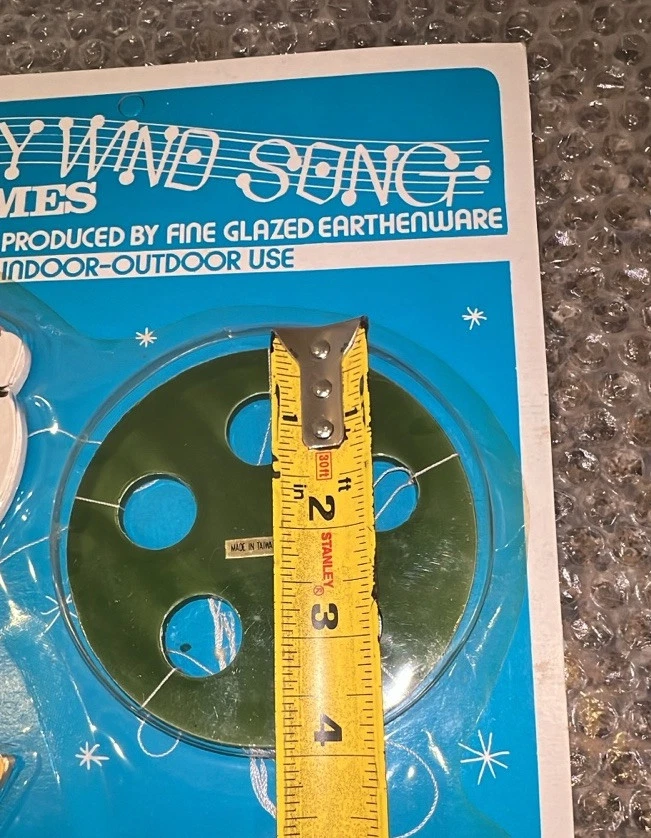 Y WIND SONG
MES
PRODUCED BY FINE GLAZED EARTHENWARE
INDOOR-OUTDOOR USE
1
1
30ft
in
ft
2
MADE IN TAIWA
STANLEY®
3
4